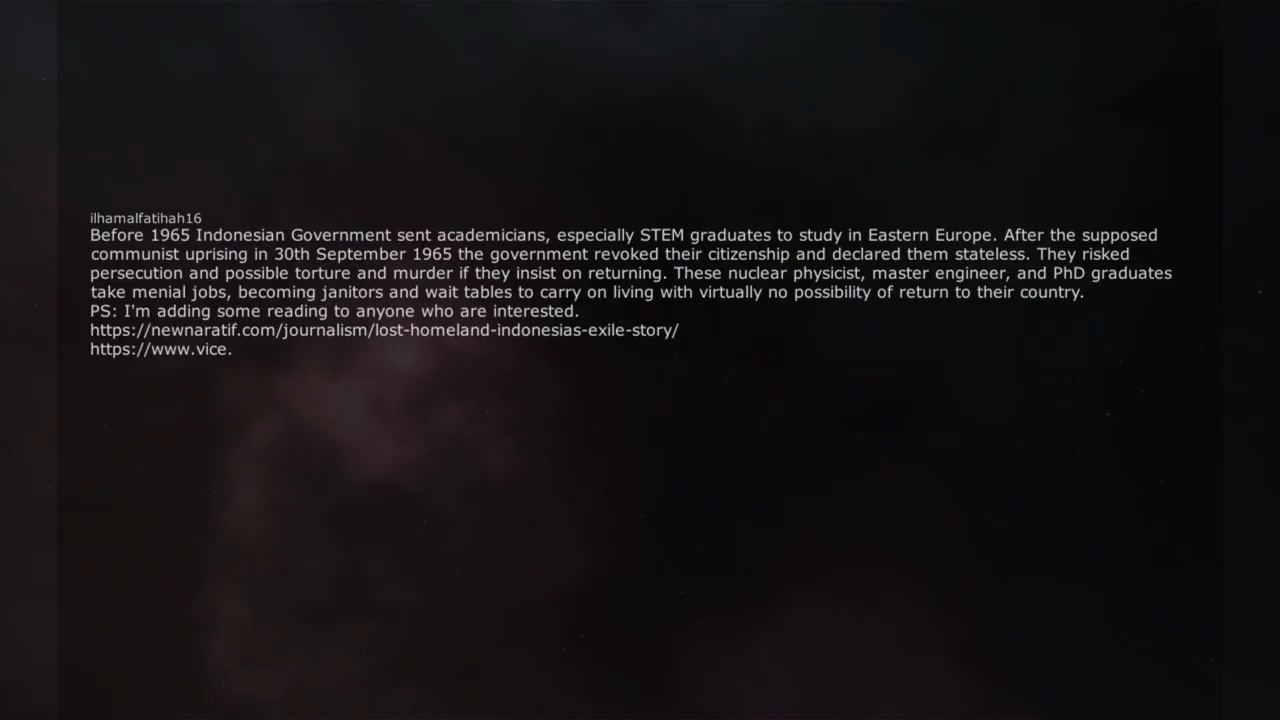 ilhamalfatihah16
Before 1965 Indonesian Government sent academicians, especially STEM graduates to study in Eastern Europe. After the supposed
communist uprising in 30th September 1965 the government revoked their citizenship and declared them stateless. They risked
persecution and possible torture and murder if they insist on returning. These nuclear physicist, master engineer, and PhD graduates
take menial jobs, becoming janitors and wait tables to carry on living with virtually no possibility of return to their country.
PS: I'm adding some reading to anyone who are interested.
https://newnaratif.com/journalism/lost-homeland-indonesias-exile-story/
https://www.vice.